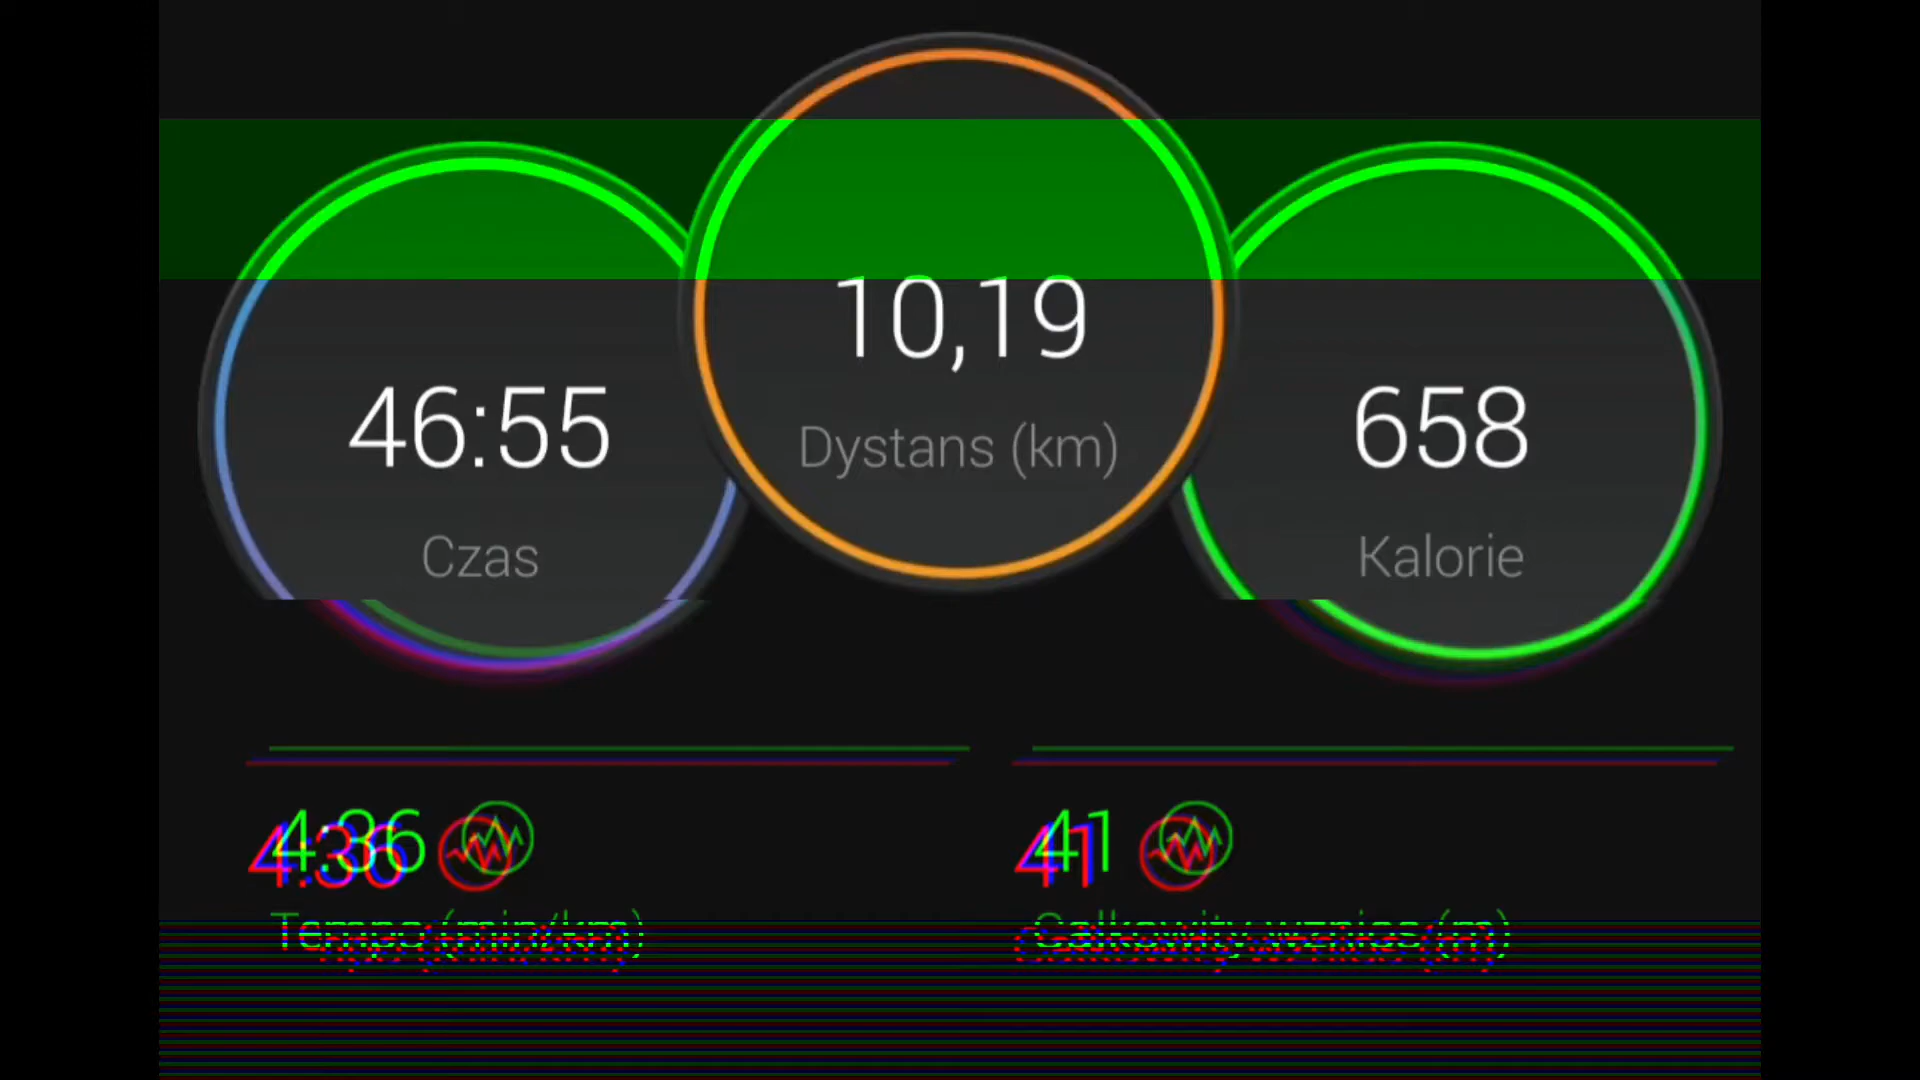 10,19
Dystans (km)
46:55
Czas
658
Kalorie
4:36
41
Tempo (min/km)
Całkowity wznios (m)